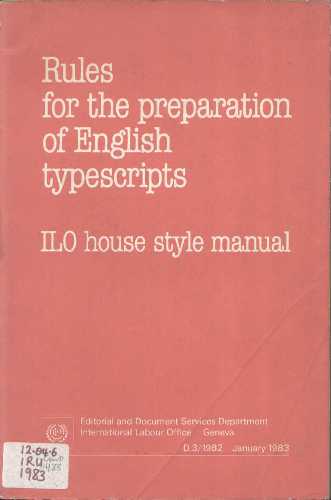 Rules
for the preparation
of English
typescripts
ILO house style manual
Editorial and Document Services Department
International Labour Office Geneva
D.3/1982 January 1983
12.04.6
1983